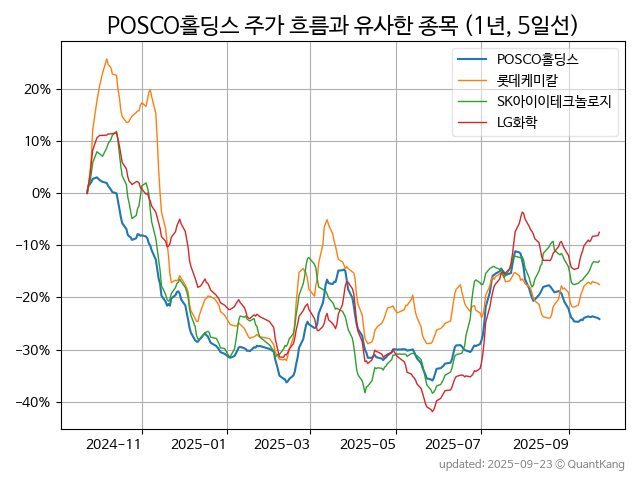 POSCO홀딩스 주가 흐름과 유사한 종목 (1년, 5일선)
POSCO홀딩스
롯데케미칼
SK아이이테크놀로지
LG화학
20%
10%
0%
−10%
−20%
−30%
−40%
2024-11
2025-01
2025-03
2025-05
2025-07
2025-09
updated: 2025-09-23 © QuantKang